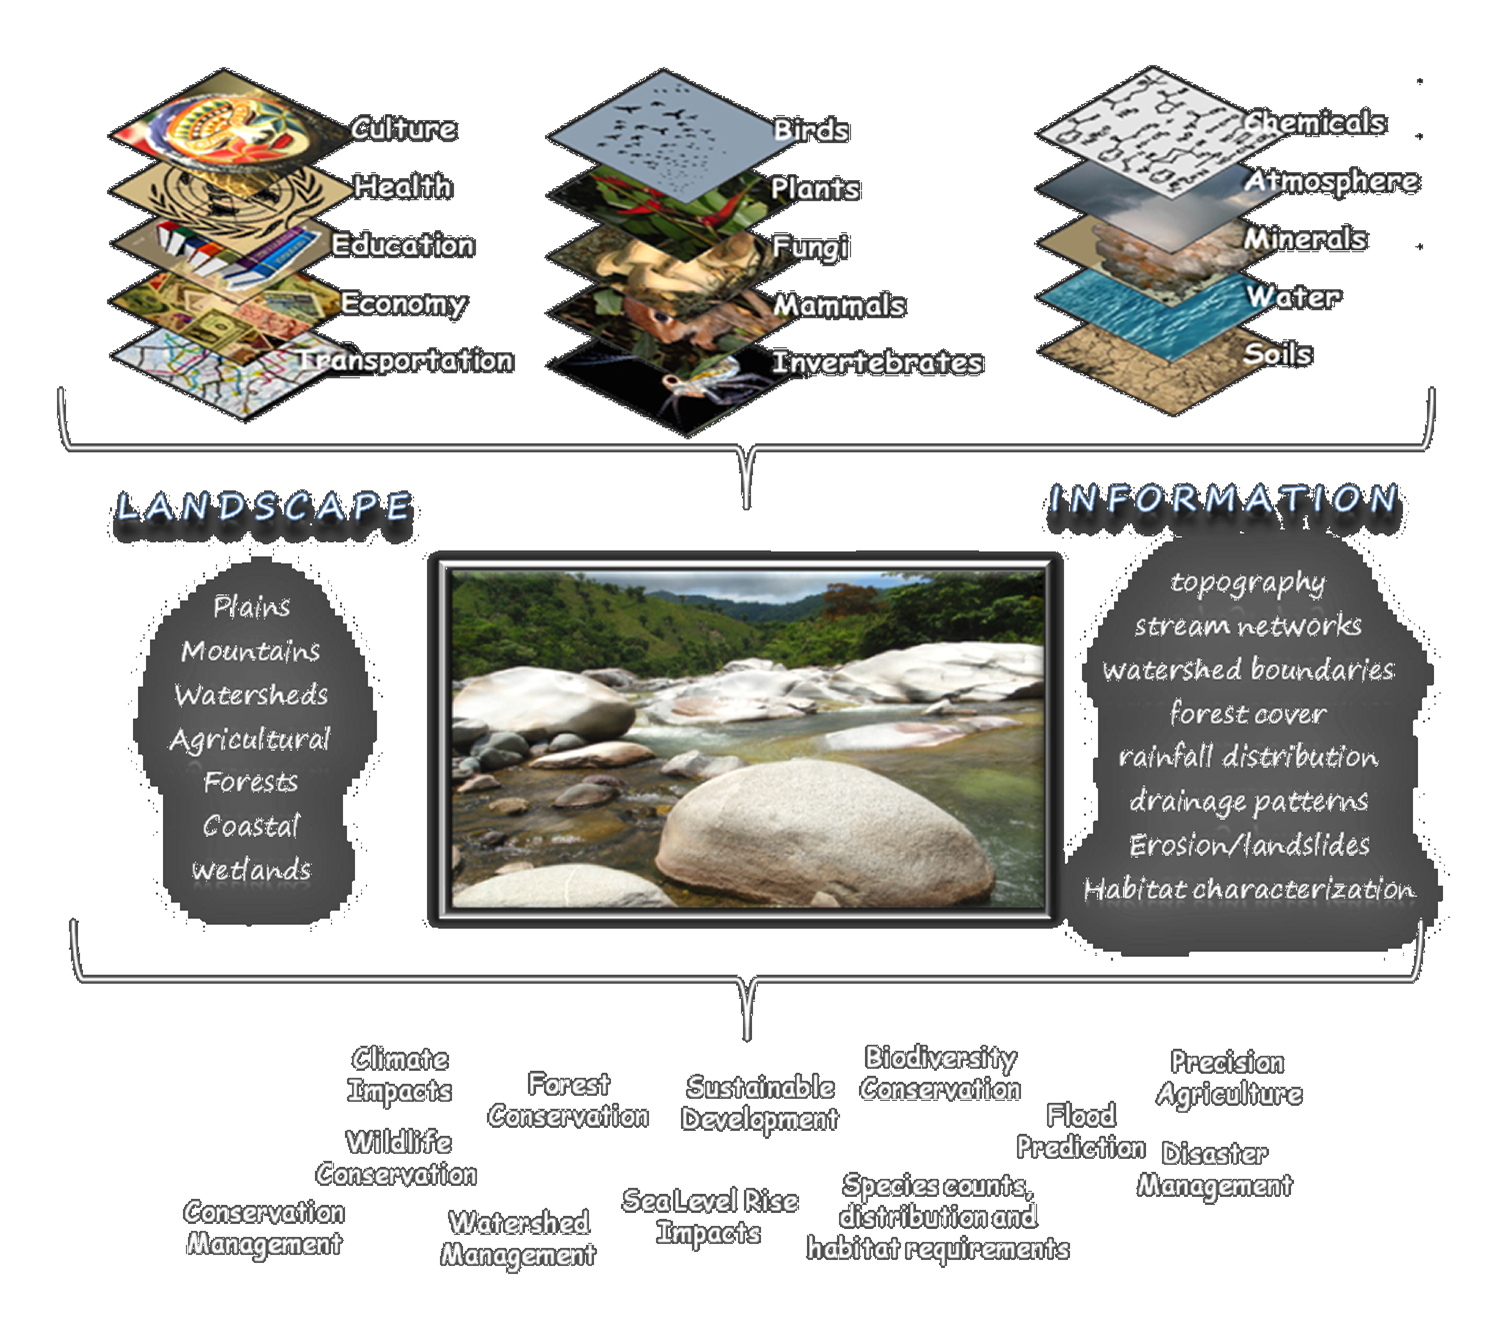 Culture
Health
Education
Economy
Transportation
Birds
Plants
Fungi
Mammals
Invertebrates
Chemicals
Atmosphere
Minerals
Water
Soils
LANDSCAPE
Plains
Mountains
Watersheds
Agricultural
Forests
Coastal
wetlands
INFORMATION
topography
stream networks
watershed boundaries
forest cover
rainfall distribution
drainage patterns
Erosion/landslides
Habitat characterization
Climate
Impacts
Forest
Conservation
Sustainable
Development
Biodiversity
Conservation
Precision
Agriculture
Wildlife
Conservation
Flood
Prediction
Disaster
Management
Conservation
Management
Watershed
Management
Sea Level Rise
Impacts
Species counts,
distribution and
habitat requirements